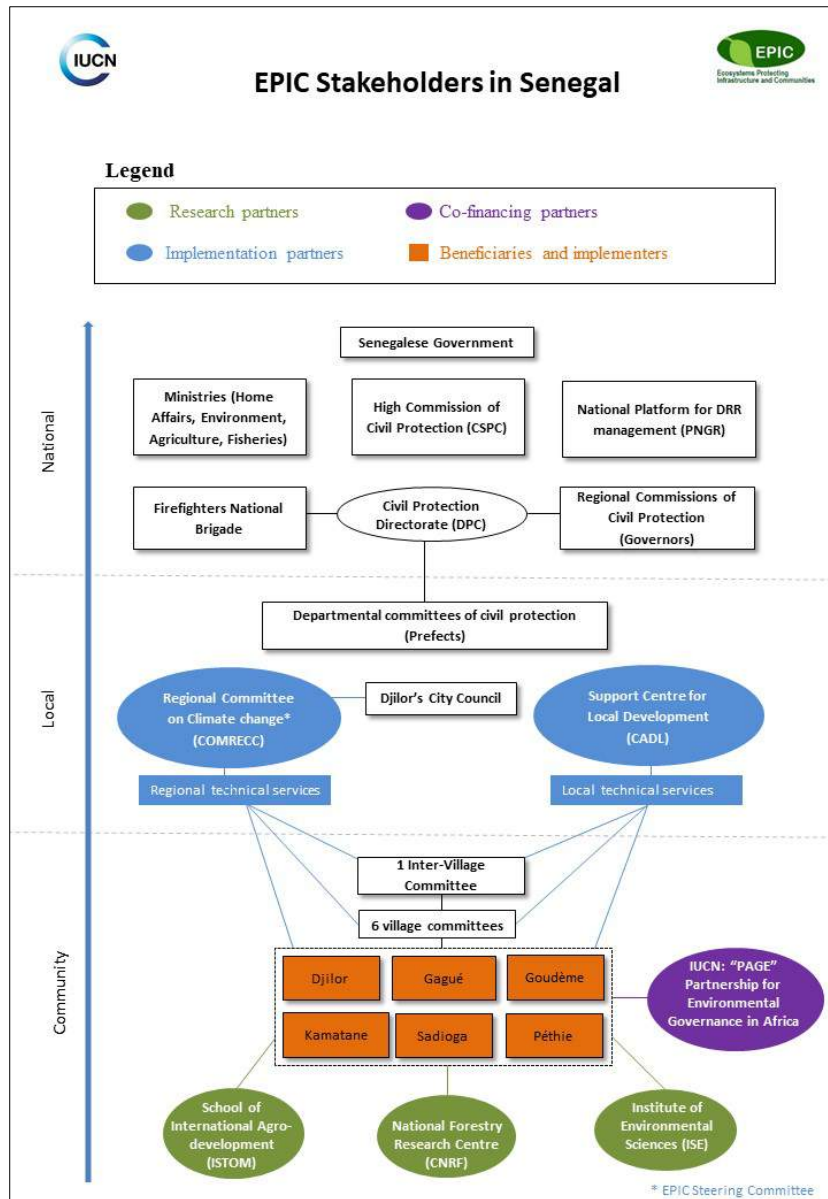 IUCN
EPIC
Ecosystems Protecting
Infrastructure and Communities
EPIC Stakeholders in Senegal
Legend
Research partners
Co-financing partners
Implementation partners
Beneficiaries and implementers
National
Senegalese Government
Ministries (Home
Affairs, Environment,
Agriculture, Fisheries)
High Commission of
Civil Protection (CSPC)
National Platform for DRR
management (PNGR)
Firefighters National
Brigade
Civil Protection
Directorate (DPC)
Regional Commissions of
Civil Protection
(Governors)
Local
Departmental committees of civil protection
(Prefects)
Regional Committee
on Climate change*
(COMRECC)
Djilor's City Council
Support Centre for
Local Development
(CADL)
Regional technical services
Local technical services
Community
1 Inter-Village
Committee
6 village committees
Djilor
Gagué
Goudème
Kamatane
Sadioga
Péthie
IUCN: “PAGE”
Partnership for
Environmental
Governance in Africa
School of
International Agro-
development
(ISTOM)
National Forestry
Research Centre
(CNRF)
Institute of
Environmental
Sciences (ISE)
* EPIC Steering Committee